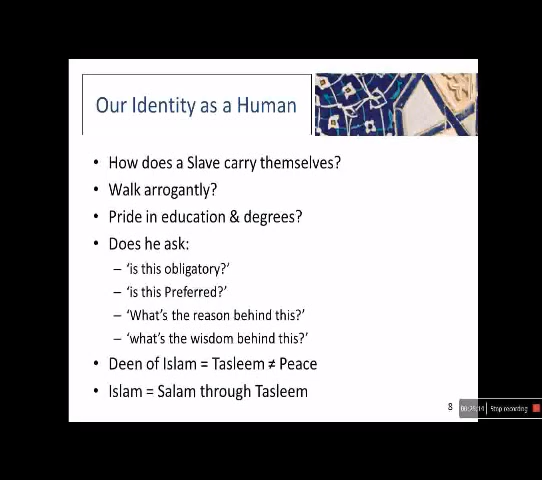 Our Identity as a Human
• How does a Slave carry themselves?
• Walk arrogantly?
• Pride in education & degrees?
• Does he ask:
– ‘is this obligatory?’
– ‘is this Preferred?’
– ‘What’s the reason behind this?’
– ‘what’s the wisdom behind this?’
• Deen of Islam = Tasleem ≠ Peace
• Islam = Salam through Tasleem
8
Stop recording